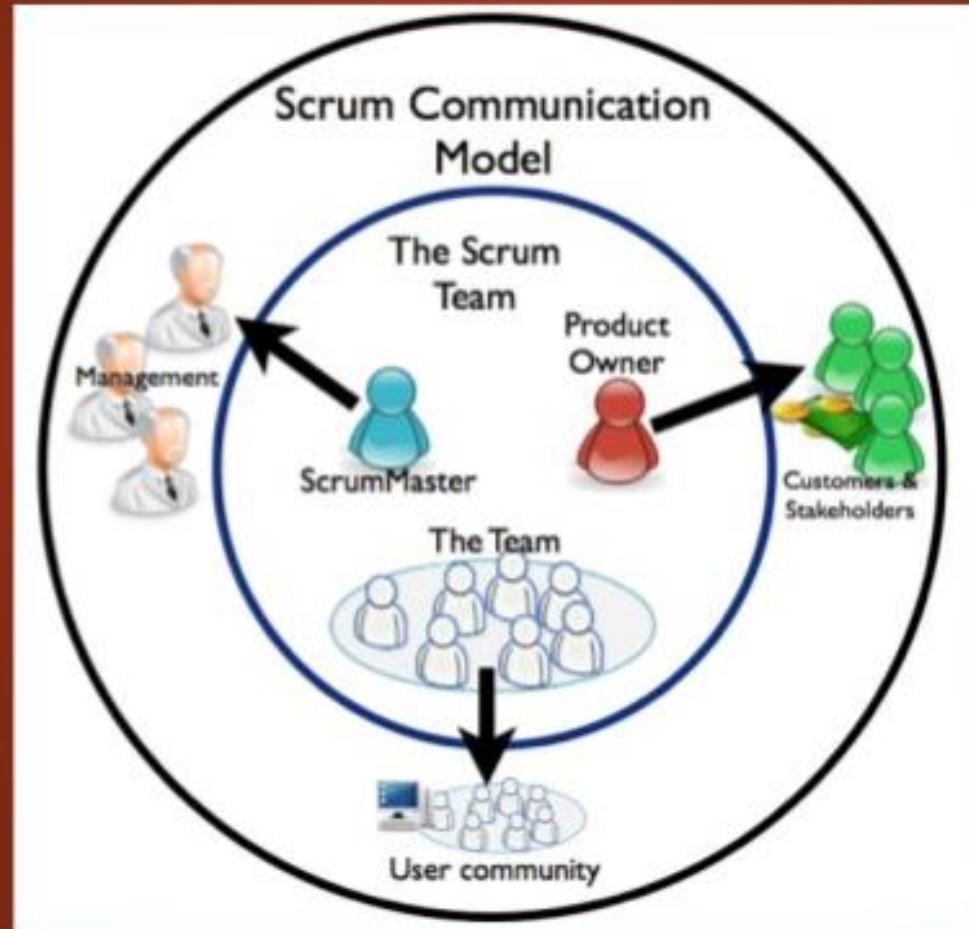 Scrum Communication
Model
The Scrum
Team
Product
Owner
Management
ScrumMaster
Customers &
Stakeholders
The Team
User community